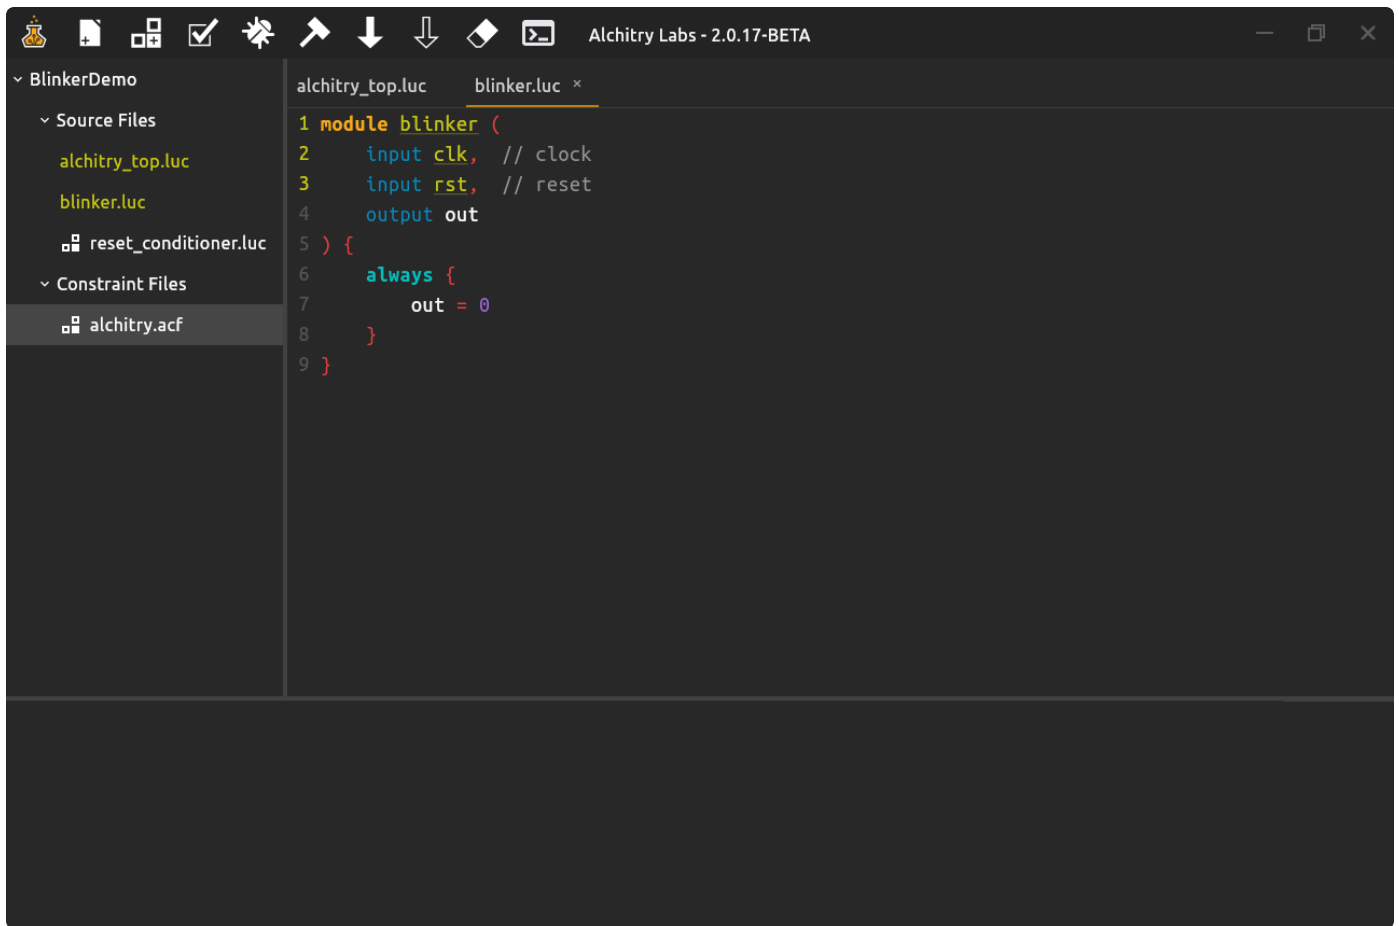 Alchitry Labs - 2.0.17-BETA
BlinkerDemo
Source Files
alchitry_top.luc
blinker.luc
reset_conditioner.luc
Constraint Files
alchitry.acf
alchitry_top.luc blinker.luc ×
1 module blinker (
2     input clk,  // clock
3     input rst,  // reset
4     output out
5 ) {
6     always {
7         out = 0
8     }
9 }